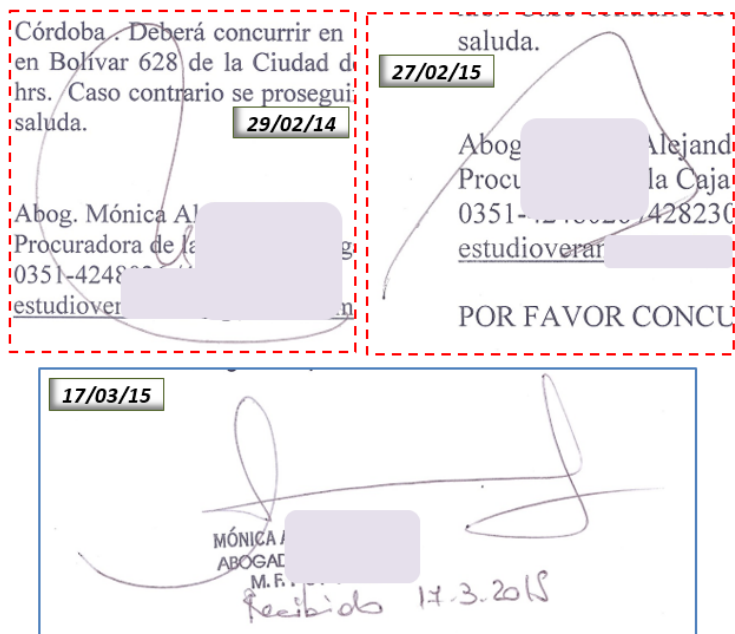 Córdoba . Deberá concurrir en
en Bolívar 628 de la Ciudad d
hrs. Caso contrario se prosegui
saluda.
29/02/14
Abog. Mónica Al
Procuradora de la
0351-4248
estudiover
saluda.
27/02/15
Abog Alejand
Procu la Caja
0351- 428230
estudioveran
POR FAVOR CONCU
17/03/15
MÓNICA A
ABOGAD
M. F.
Recibido 17.3.2015